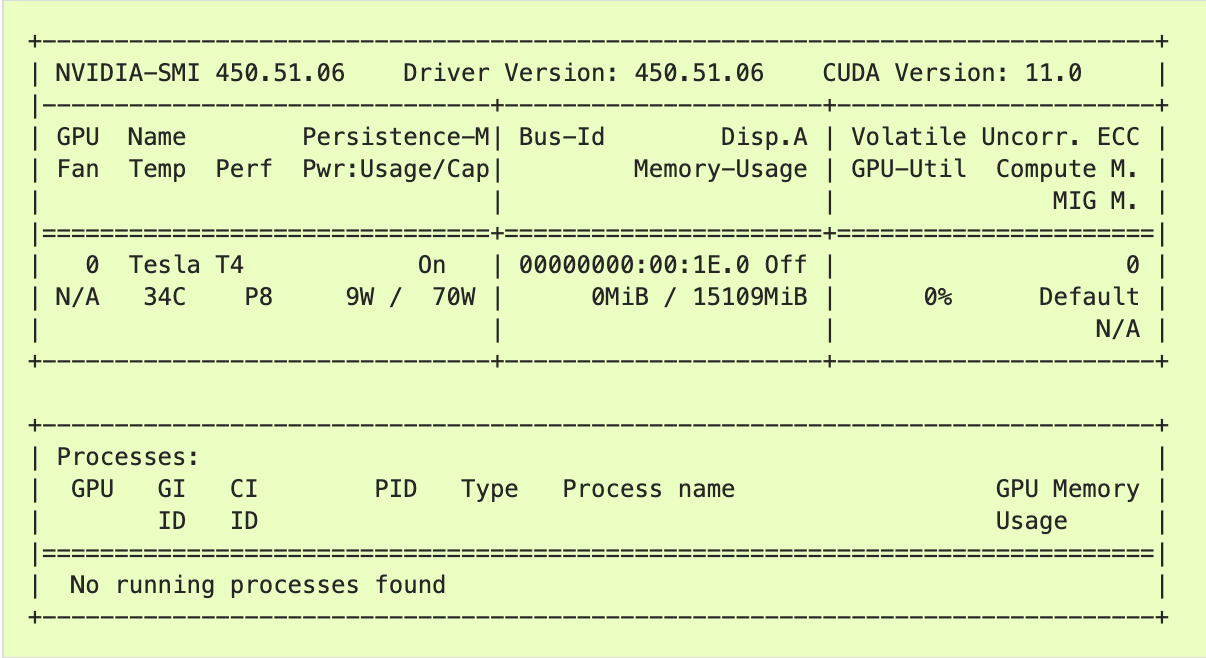 +-----------------------------------------------------------------------------+
| NVIDIA-SMI 450.51.06    Driver Version: 450.51.06    CUDA Version: 11.0     |
|-------------------------------+----------------------+----------------------+
| GPU  Name        Persistence-M| Bus-Id        Disp.A | Volatile Uncorr. ECC |
| Fan  Temp  Perf  Pwr:Usage/Cap|         Memory-Usage | GPU-Util  Compute M. |
|                               |                      |               MIG M. |
|===============================+======================+======================|
|   0  Tesla T4            On   | 00000000:00:1E.0 Off |                    0 |
| N/A   34C    P8     9W /  70W |      0MiB / 15109MiB |      0%      Default |
|                               |                      |                  N/A |
+-------------------------------+----------------------+----------------------+

+-----------------------------------------------------------------------------+
| Processes:                                                                  |
|  GPU   GI   CI        PID   Type   Process name                  GPU Memory |
|        ID   ID                                                   Usage      |
|=============================================================================|
|  No running processes found                                                 |
+-----------------------------------------------------------------------------+